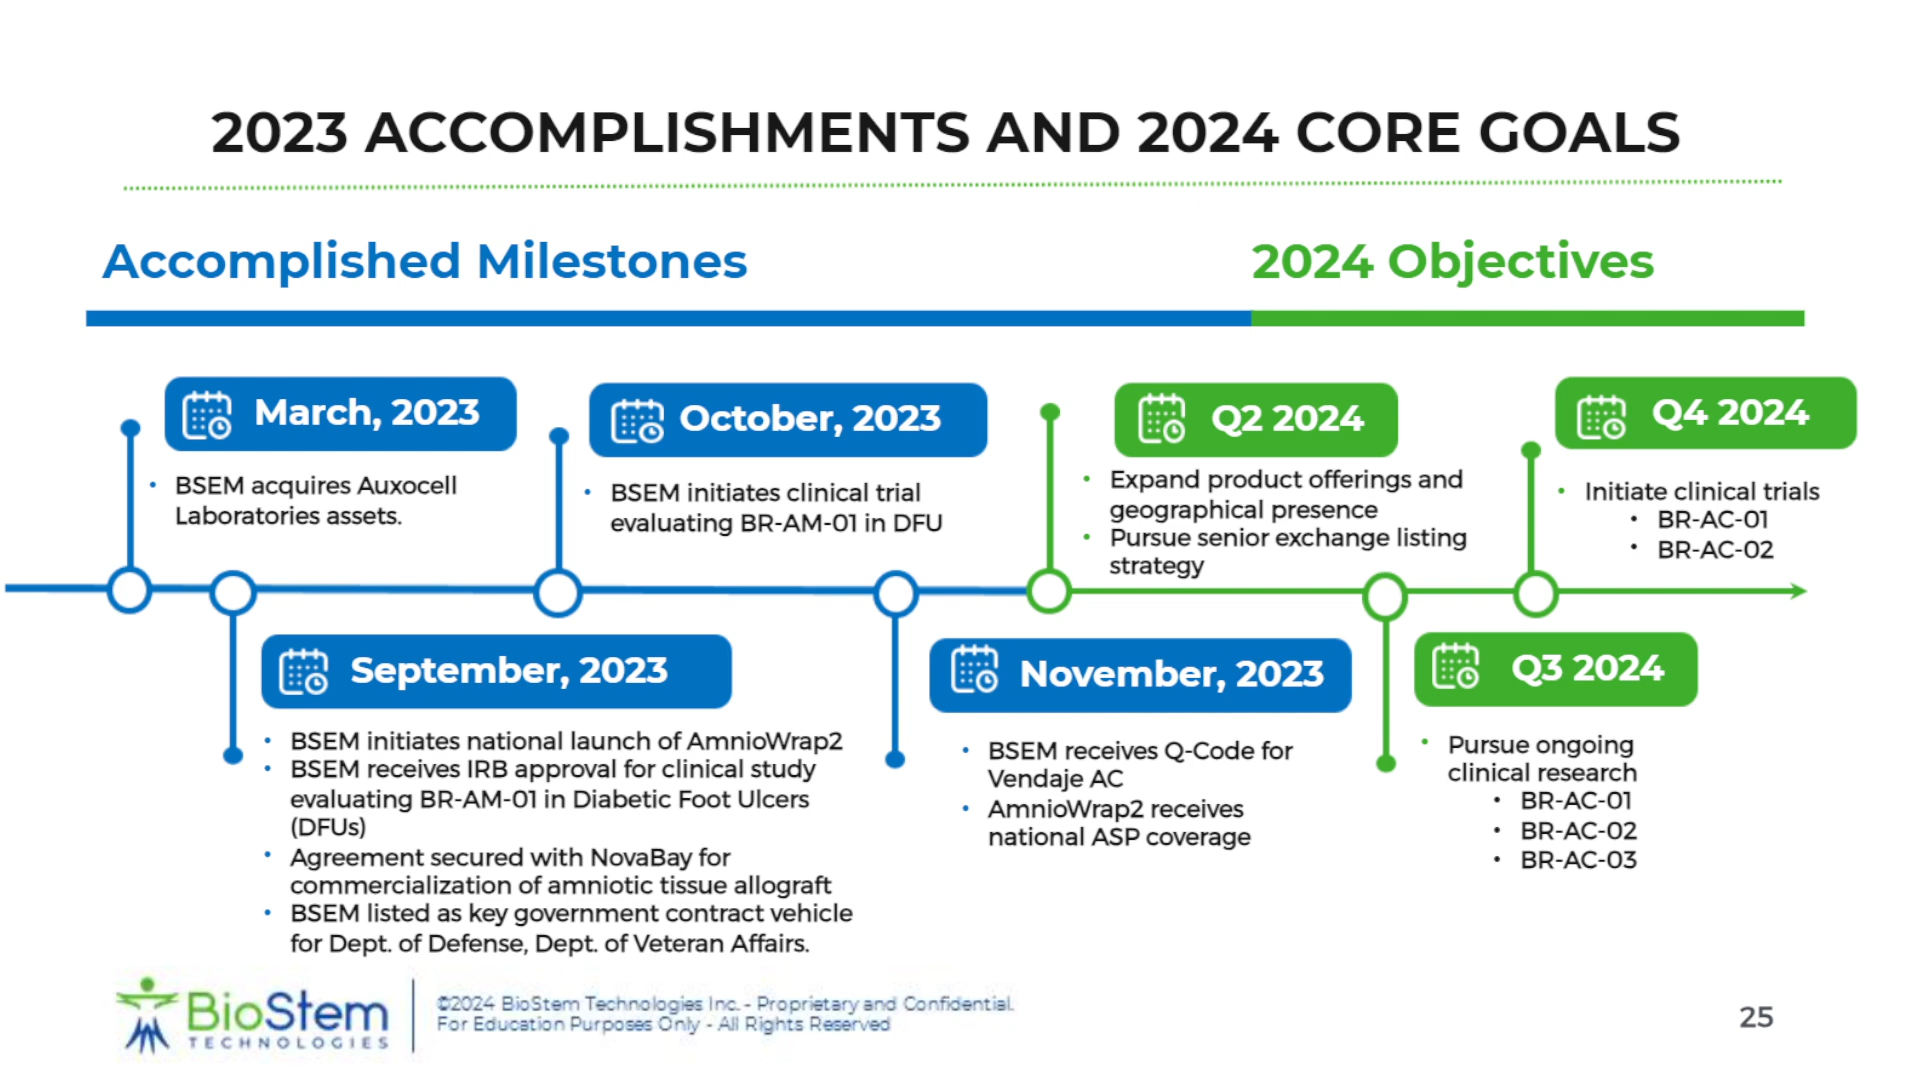 2023 ACCOMPLISHMENTS AND 2024 CORE GOALS
Accomplished Milestones
2024 Objectives
March, 2023
• BSEM acquires Auxocell
Laboratories assets.
October, 2023
• BSEM initiates clinical trial
evaluating BR-AM-01 in DFU
Q2 2024
• Expand product offerings and
geographical presence
• Pursue senior exchange listing
strategy
Q4 2024
• Initiate clinical trials
• BR-AC-01
• BR-AC-02
September, 2023
• BSEM initiates national launch of AmnioWrap2
• BSEM receives IRB approval for clinical study
evaluating BR-AM-01 in Diabetic Foot Ulcers
(DFUs)
• Agreement secured with NovaBay for
commercialization of amniotic tissue allograft
• BSEM listed as key government contract vehicle
for Dept. of Defense, Dept. of Veteran Affairs.
November, 2023
• BSEM receives Q-Code for
Vendaje AC
• AmnioWrap2 receives
national ASP coverage
Q3 2024
• Pursue ongoing
clinical research
• BR-AC-01
• BR-AC-02
• BR-AC-03
BioStem
TECHNOLOGIES
©2024 BioStem Technologies Inc. - Proprietary and Confidential.
For Education Purposes Only - All Rights Reserved
25